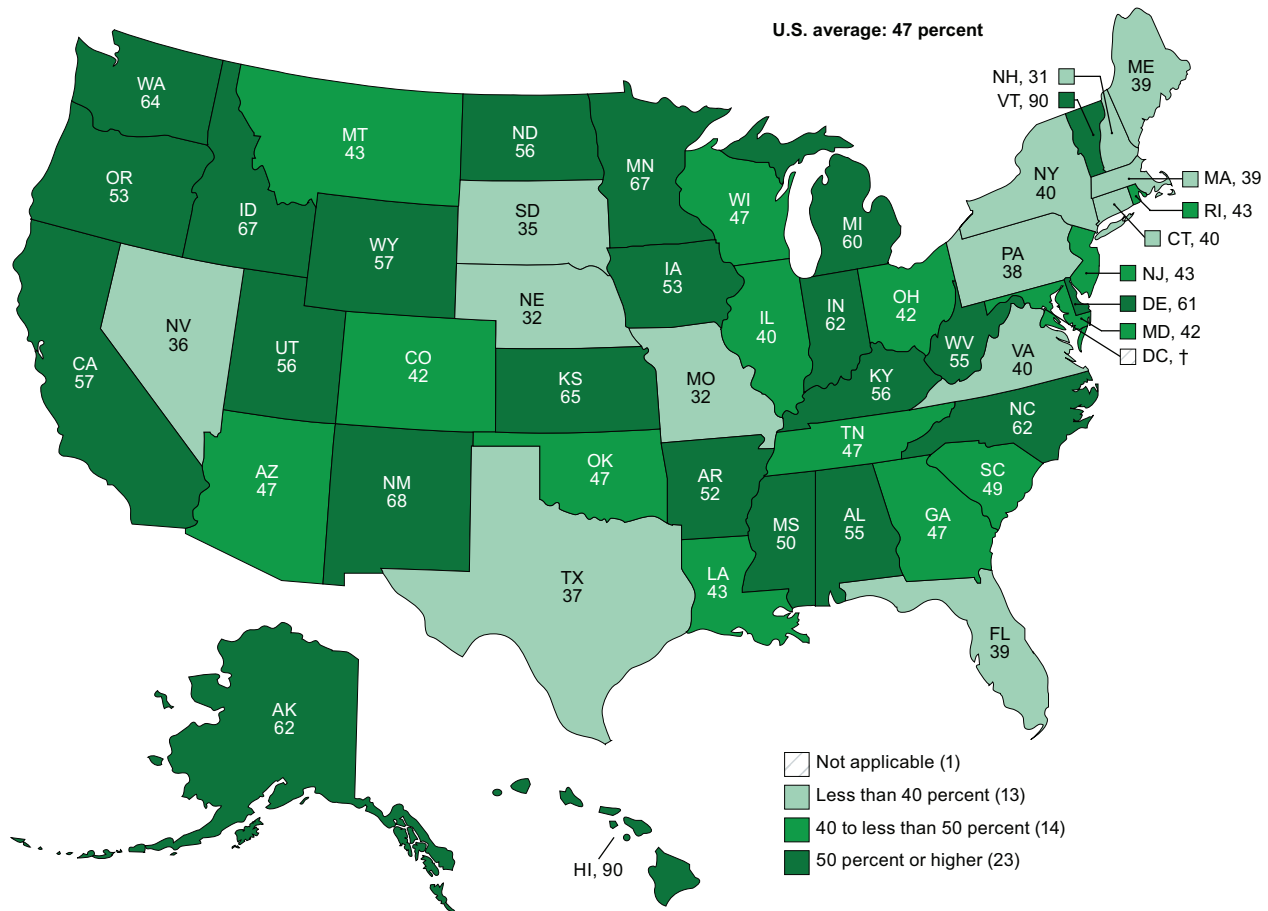 U.S. average: 47 percent
WA
64
OR
53
CA
57
NV
36
ID
67
MT
43
WY
57
UT
56
AZ
47
CO
42
NM
68
ND
56
SD
35
NE
32
KS
65
OK
47
TX
37
MN
67
IA
53
MO
32
AR
52
LA
43
WI
47
IL
40
MI
60
IN
62
OH
42
KY
56
TN
47
MS
50
AL
55
GA
47
FL
39
SC
49
NC
62
VA
40
WV
55
PA
38
NY
40
ME
39
NH, 31
VT, 90
MA, 39
RI, 43
CT, 40
NJ, 43
DE, 61
MD, 42
DC, †
AK
62
HI, 90
Not applicable (1)
Less than 40 percent (13)
40 to less than 50 percent (14)
50 percent or higher (23)